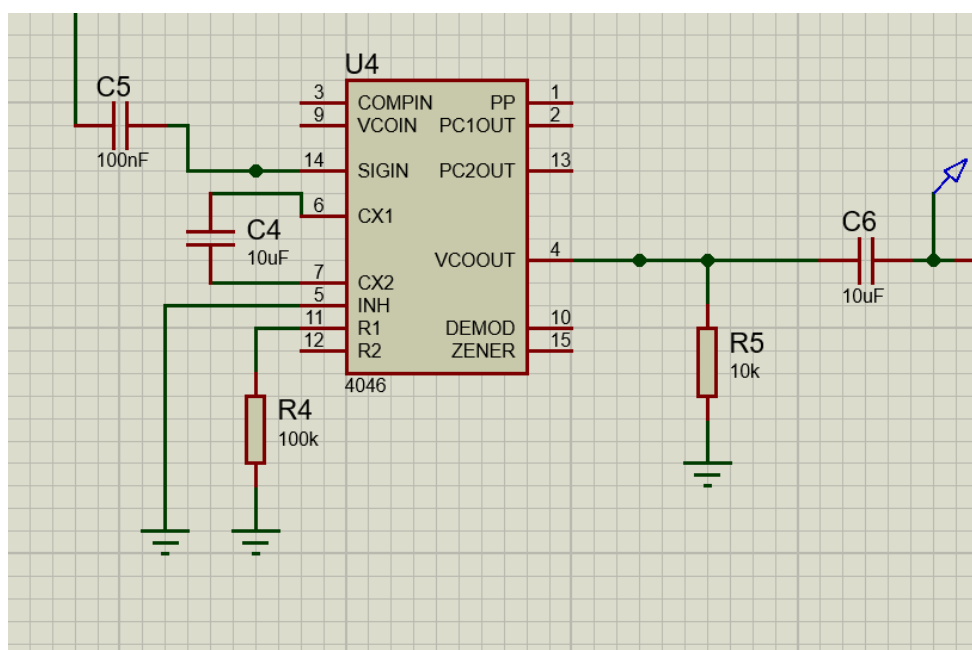 U4
C5
100nF
3 COMPIN PP 1
9 VCOIN PC1OUT 2
14 SIGIN PC2OUT 13
6 CX1
C4
10uF
VCOOUT 4
C6
10uF
7 CX2
5 INH
11 R1 DEMOD 10
12 R2 ZENER 15
4046
R5
10k
R4
100k